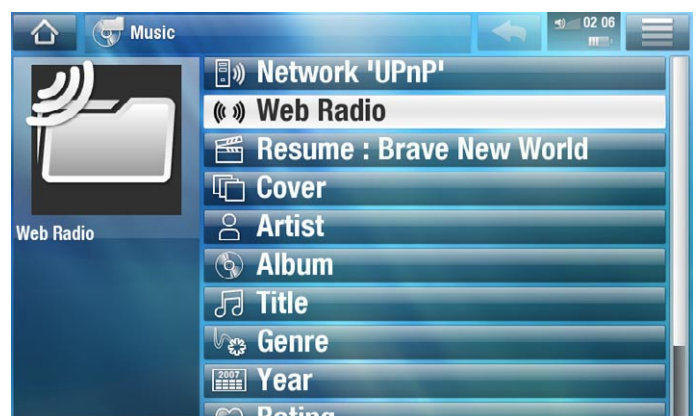 Music
02 06
Network 'UPnP'
Web Radio
Resume : Brave New World
Cover
Artist
Web Radio
Album
Title
Genre
2007
Year
Rating